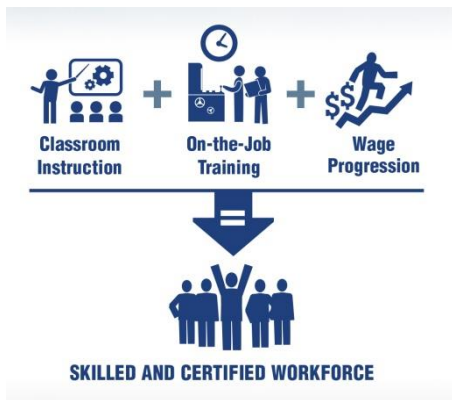 Classroom
Instruction
+
On-the-Job
Training
+
$$
Wage
Progression
=
SKILLED AND CERTIFIED WORKFORCE